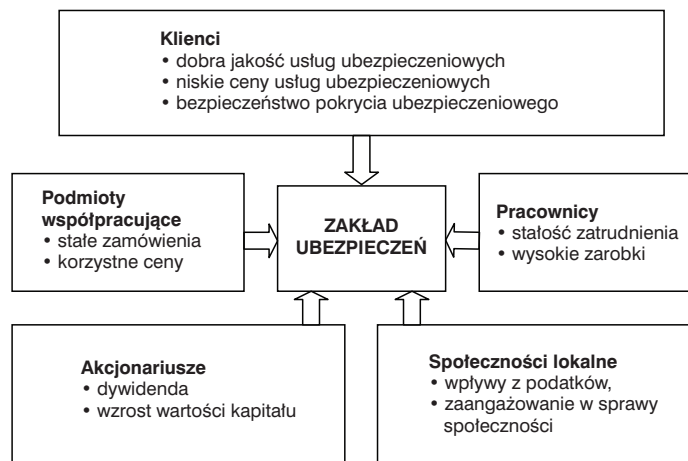 Klienci
• dobra jakość usług ubezpieczeniowych
• niskie ceny usług ubezpieczeniowych
• bezpieczeństwo pokrycia ubezpieczeniowego
Podmioty
współpracujące
• stałe zamówienia
• korzystne ceny
ZAKŁAD
UBEZPIECZEŃ
Pracownicy
• stałość zatrudnienia
• wysokie zarobki
Akcjonariusze
• dywidenda
• wzrost wartości kapitału
Społeczności lokalne
• wpływy z podatków,
• zaangażowanie w sprawy
społeczności